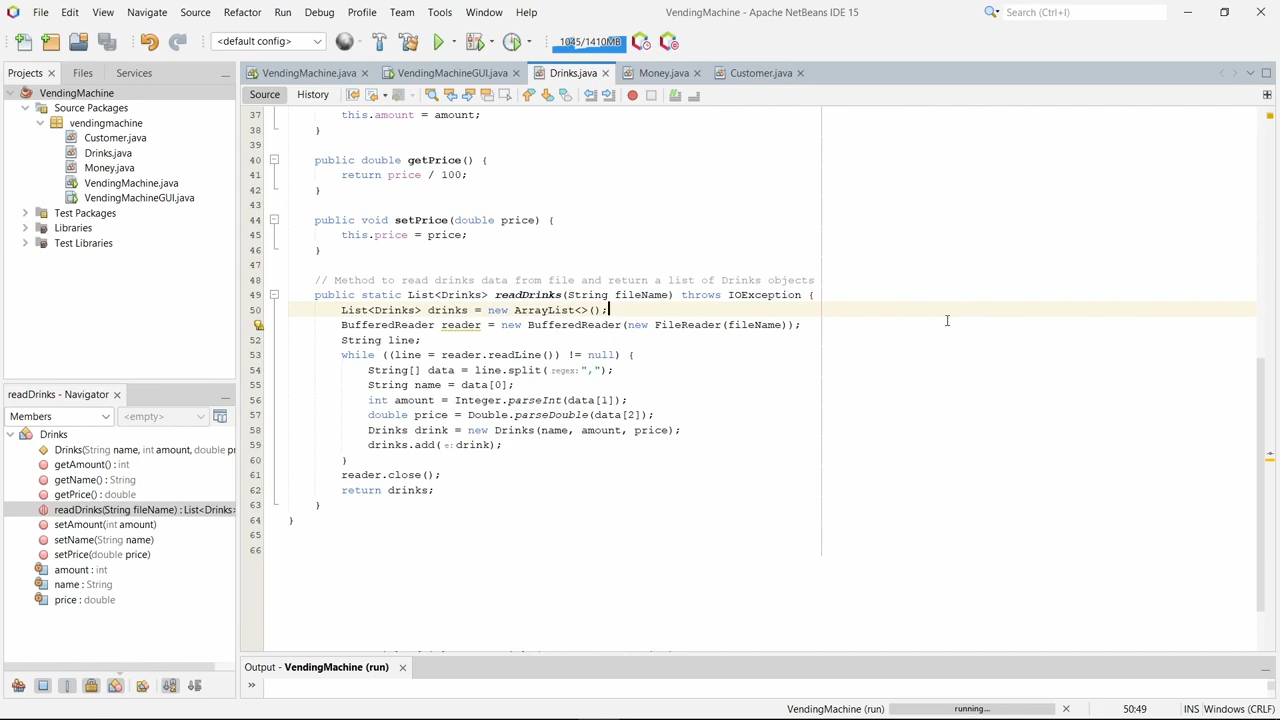 File Edit View Navigate Source Refactor Run Debug Profile Team Tools Window Help
VendingMachine - Apache NetBeans IDE 15
Search (Ctrl+I)
<default config>
1045/1410MB
Projects Files Services
VendingMachine.java VendingMachineGUI.java Drinks.java Money.java Customer.java
Source History
VendingMachine
Source Packages
vendingmachine
Customer.java
Drinks.java
Money.java
VendingMachine.java
VendingMachineGUI.java
Test Packages
Libraries
Test Libraries
37 this.amount = amount;
38 }
39
40 public double getPrice() {
41 return price / 100;
42 }
43
44 public void setPrice(double price) {
45 this.price = price;
46 }
47
48 // Method to read drinks data from file and return a list of Drinks objects
49 public static List<Drinks> readDrinks(String fileName) throws IOException {
50 List<Drinks> drinks = new ArrayList<>();
BufferedReader reader = new BufferedReader(new FileReader(fileName));
52 String line;
53 while ((line = reader.readLine()) != null) {
54 String[] data = line.split(regex:",");
55 String name = data[0];
56 int amount = Integer.parseInt(data[1]);
57 double price = Double.parseDouble(data[2]);
58 Drinks drink = new Drinks(name, amount, price);
59 drinks.add(e:drink);
60 }
61 reader.close();
62 return drinks;
63 }
64 }
65
66
readDrinks - Navigator
Members <empty>
Drinks
Drinks(String name, int amount, double pr
getAmount() : int
getName() : String
getPrice() : double
readDrinks(String fileName) : List<Drinks>
setAmount(int amount)
setName(String name)
setPrice(double price)
amount : int
name : String
price : double
Output - VendingMachine (run)
VendingMachine (run) running... 50:49 INS Windows (CRLF)